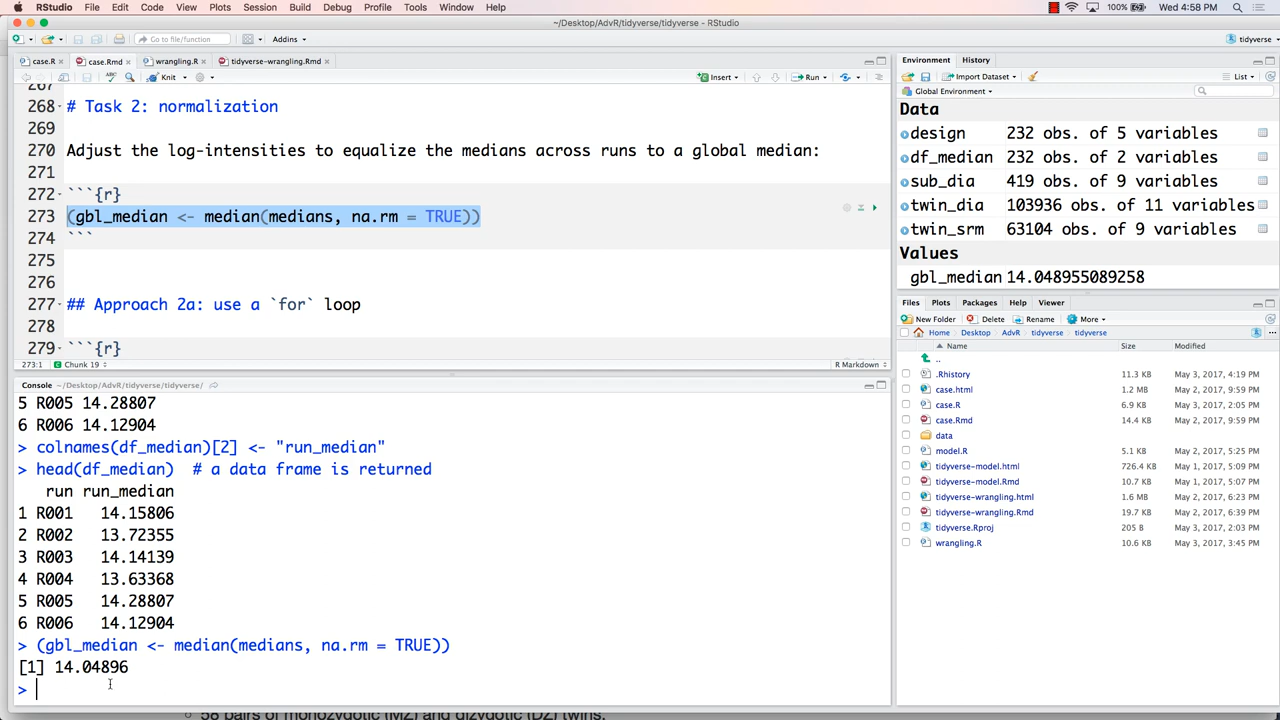 RStudio File Edit Code View Plots Session Build Debug Profile Tools Window Help 100% Wed 4:58 PM
~/Desktop/AdvR/tidyverse/tidyverse - RStudio
Go to file/function Addins tidyverse
case.R case.Rmd wrangling.R tidyverse-wrangling.Rmd
Knit Insert Run
267
268 # Task 2: normalization
269
270 Adjust the log-intensities to equalize the medians across runs to a global median:
271
272 ```{r}
273 (gbl_median <- median(medians, na.rm = TRUE))
274 ```
275
276
277 ## Approach 2a: use a `for` loop
278
279 ```{r}
273:1 Chunk 19 R Markdown
Console ~/Desktop/AdvR/tidyverse/tidyverse/
5 R005 14.28807
6 R006 14.12904
> colnames(df_median)[2] <- "run_median"
> head(df_median) # a data frame is returned
run run_median
1 R001 14.15806
2 R002 13.72355
3 R003 14.14139
4 R004 13.63368
5 R005 14.28807
6 R006 14.12904
> (gbl_median <- median(medians, na.rm = TRUE))
[1] 14.04896
>
Environment History
Import Dataset List
Global Environment
Data
design 232 obs. of 5 variables
df_median 232 obs. of 2 variables
sub_dia 419 obs. of 9 variables
twin_dia 103936 obs. of 11 variables
twin_srm 63104 obs. of 9 variables
Values
gbl_median 14.048955089258
Files Plots Packages Help Viewer
New Folder Delete Rename More
Home Desktop AdvR tidyverse tidyverse
Name Size Modified
..
.Rhistory 11.3 KB May 3, 2017, 4:19 PM
case.html 1.2 MB May 2, 2017, 9:59 PM
case.R 6.9 KB May 3, 2017, 2:05 PM
case.Rmd 14.4 KB May 2, 2017, 9:59 PM
data
model.R 5.1 KB May 2, 2017, 5:25 PM
tidyverse-model.html 726.4 KB May 1, 2017, 5:09 PM
tidyverse-model.Rmd 10.7 KB May 1, 2017, 5:07 PM
tidyverse-wrangling.html 1.6 MB May 2, 2017, 6:23 PM
tidyverse-wrangling.Rmd 19.7 KB May 2, 2017, 6:39 PM
tidyverse.Rproj 205 B May 3, 2017, 2:03 PM
wrangling.R 10.6 KB May 3, 2017, 3:45 PM
58 pairs of monozygotic (MZ) and dizygotic (DZ) twins.